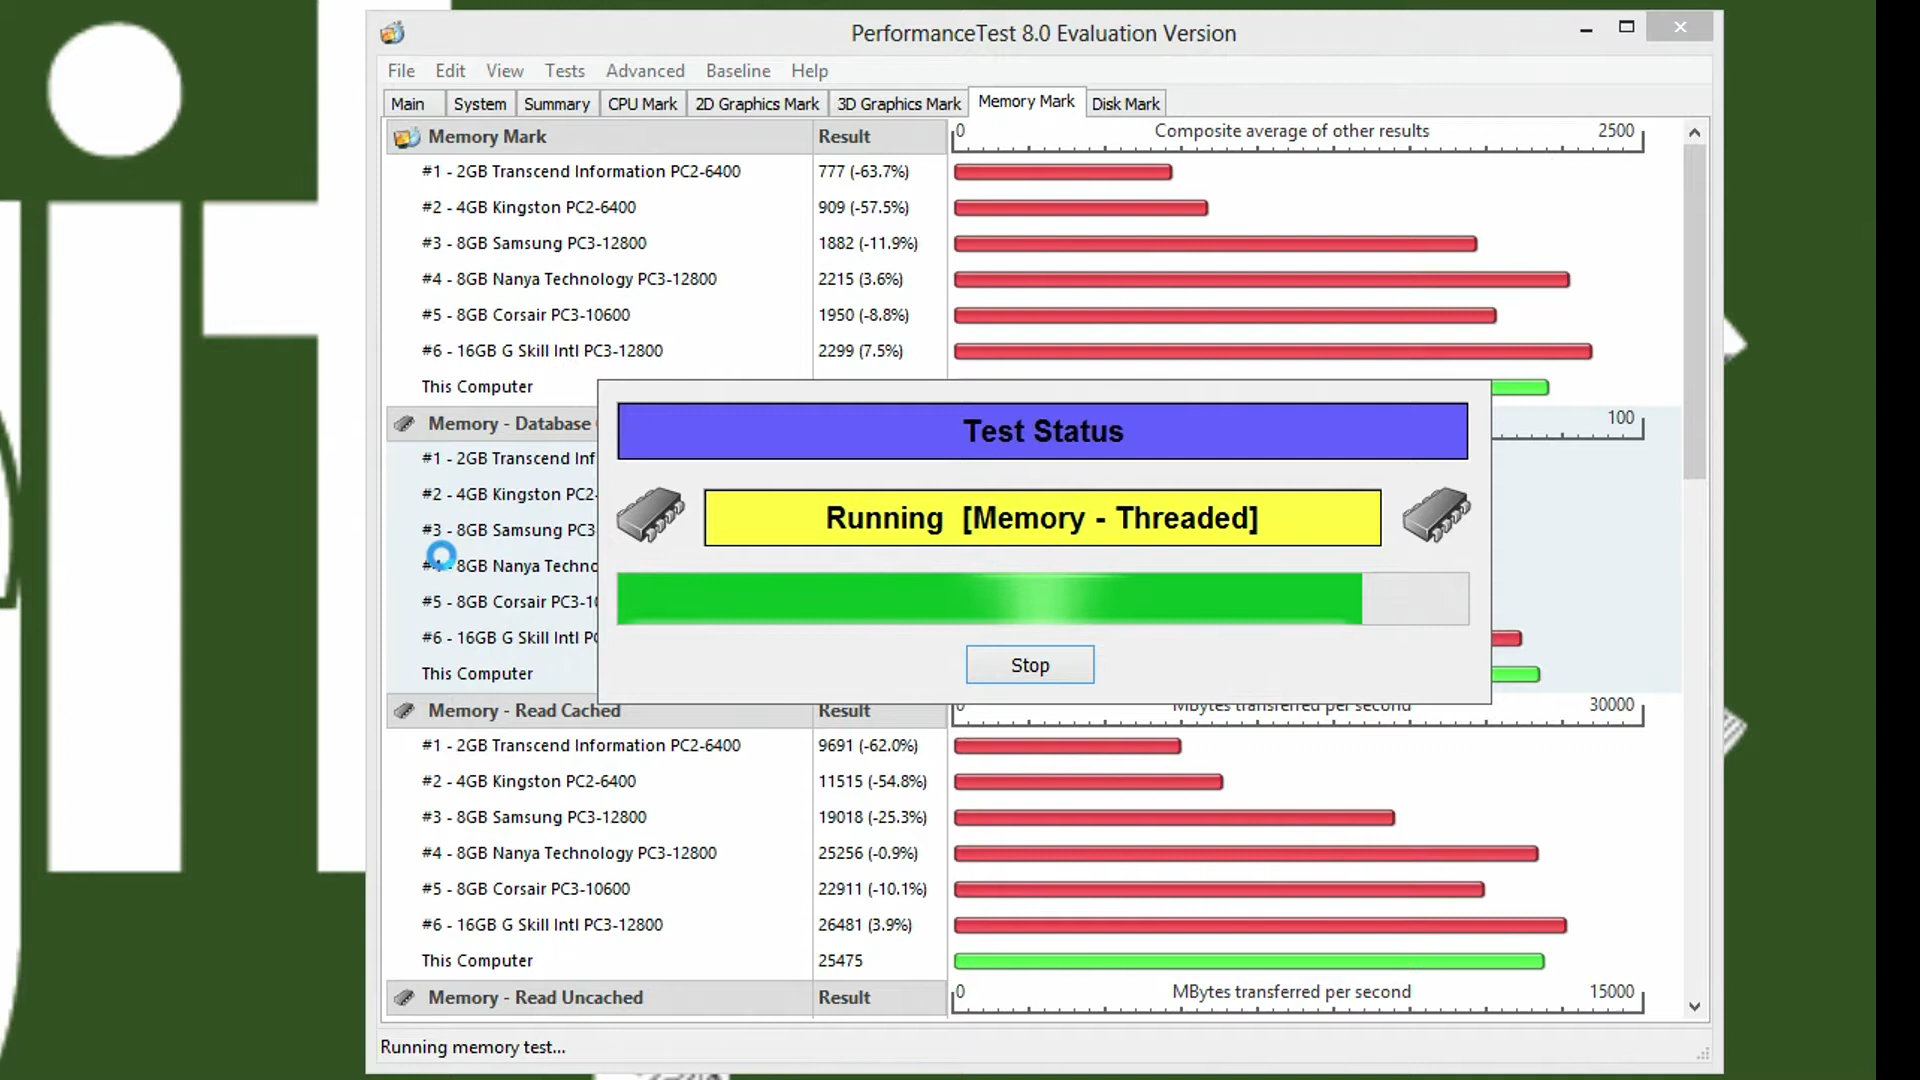 PerformanceTest 8.0 Evaluation Version
File Edit View Tests Advanced Baseline Help
Main System Summary CPU Mark 2D Graphics Mark 3D Graphics Mark Memory Mark Disk Mark
Memory Mark Result 0 Composite average of other results 2500
#1 - 2GB Transcend Information PC2-6400 777 (-63.7%)
#2 - 4GB Kingston PC2-6400 909 (-57.5%)
#3 - 8GB Samsung PC3-12800 1882 (-11.9%)
#4 - 8GB Nanya Technology PC3-12800 2215 (3.6%)
#5 - 8GB Corsair PC3-10600 1950 (-8.8%)
#6 - 16GB G Skill Intl PC3-12800 2299 (7.5%)
This Computer
Memory - Database 100
#1 - 2GB Transcend Inf
#2 - 4GB Kingston PC2-
#3 - 8GB Samsung PC3
#4 - 8GB Nanya Techno
#5 - 8GB Corsair PC3-10
#6 - 16GB G Skill Intl PC
This Computer
Test Status
Running [Memory - Threaded]
Stop
Memory - Read Cached Result 0 MBytes transferred per second 30000
#1 - 2GB Transcend Information PC2-6400 9691 (-62.0%)
#2 - 4GB Kingston PC2-6400 11515 (-54.8%)
#3 - 8GB Samsung PC3-12800 19018 (-25.3%)
#4 - 8GB Nanya Technology PC3-12800 25256 (-0.9%)
#5 - 8GB Corsair PC3-10600 22911 (-10.1%)
#6 - 16GB G Skill Intl PC3-12800 26481 (3.9%)
This Computer 25475
Memory - Read Uncached Result 0 MBytes transferred per second 15000
Running memory test...